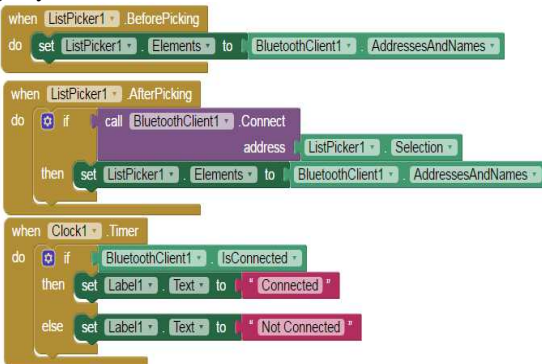 when ListPicker1 .BeforePicking
do set ListPicker1 . Elements to BluetoothClient1 . AddressesAndNames
when ListPicker1 .AfterPicking
do if call BluetoothClient1 .Connect
address ListPicker1 . Selection
then set ListPicker1 . Elements to BluetoothClient1 . AddressesAndNames
when Clock1 .Timer
do if BluetoothClient1 . IsConnected
then set Label1 . Text to " Connected "
else set Label1 . Text to " Not Connected "